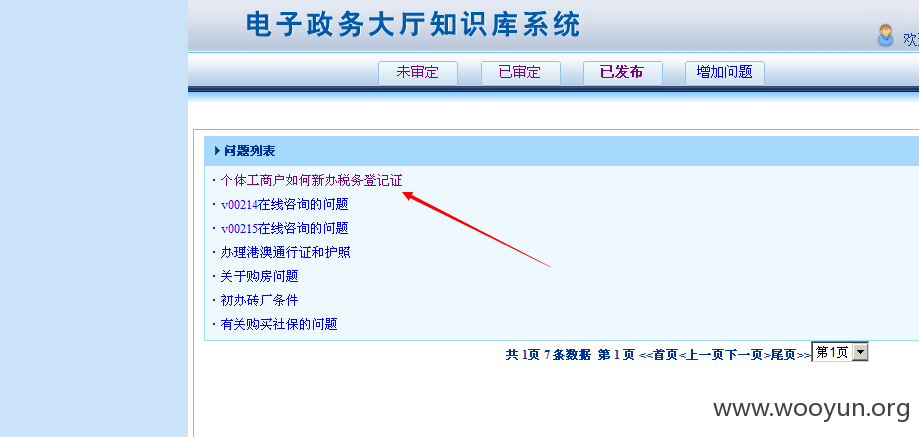 电子政务大厅知识库系统
欢
未审定 已审定 已发布 增加问题
问题列表
· 个体工商户如何新办税务登记证
· v00214在线咨询的问题
· v00215在线咨询的问题
· 办理港澳通行证和护照
· 关于购房问题
· 初办砖厂条件
· 有关购买社保的问题
共 1页 7 条数据 第 1 页 <<首页<上一页下一页>尾页>> 第1页
www.wooyun.org